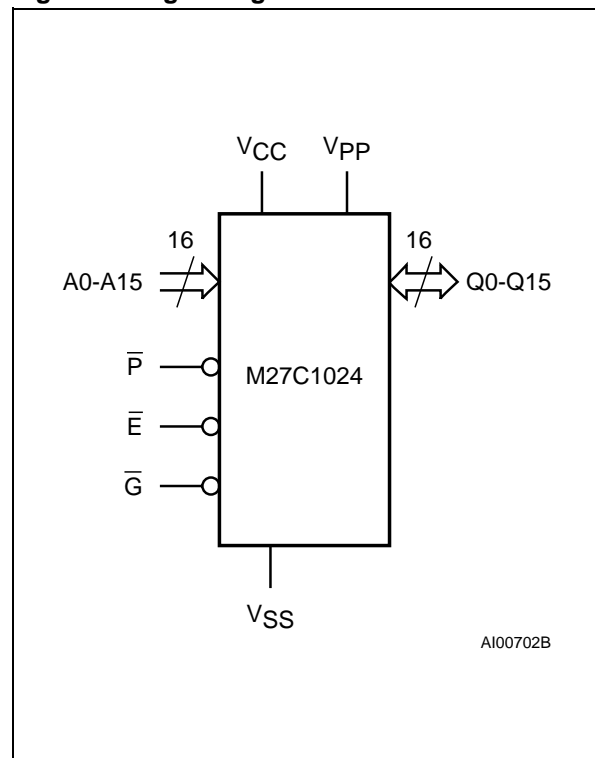 VCC VPP
16 16
A0-A15 Q0-Q15
P̅
M27C1024
E̅
G̅
VSS
AI00702B